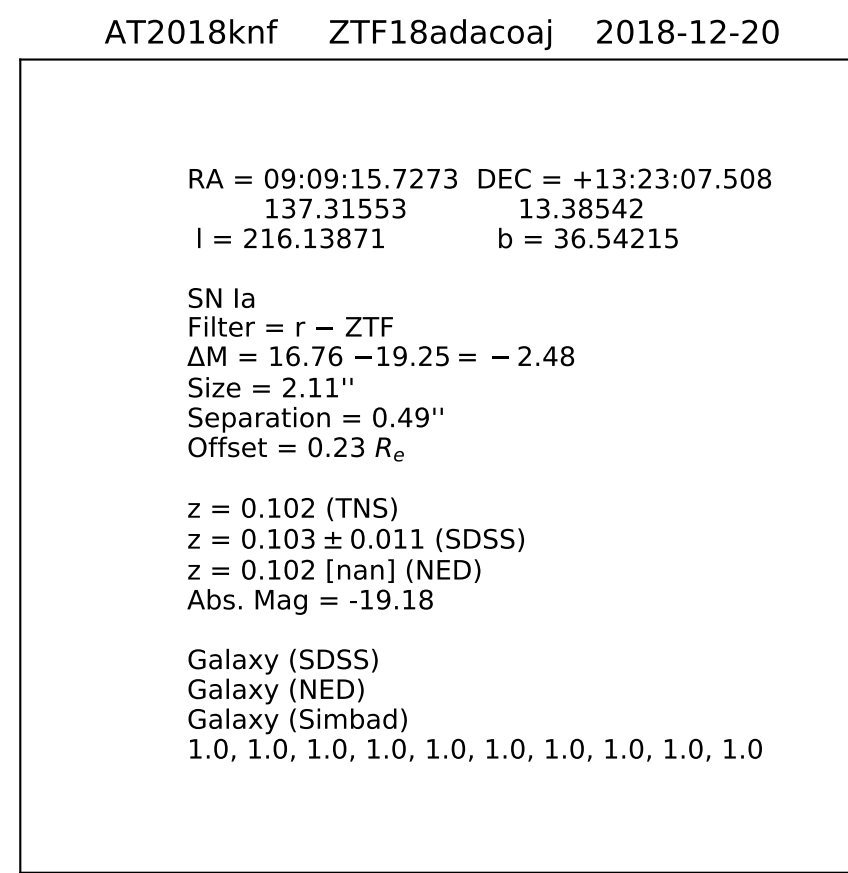 AT2018knf ZTF18adacoaj 2018-12-20
RA = 09:09:15.7273 DEC = +13:23:07.508
137.31553 13.38542
l = 216.13871 b = 36.54215
SN Ia
Filter = r − ZTF
ΔM = 16.76 −19.25 = − 2.48
Size = 2.11''
Separation = 0.49''
Offset = 0.23 Rₑ
z = 0.102 (TNS)
z = 0.103 ± 0.011 (SDSS)
z = 0.102 [nan] (NED)
Abs. Mag = -19.18
Galaxy (SDSS)
Galaxy (NED)
Galaxy (Simbad)
1.0, 1.0, 1.0, 1.0, 1.0, 1.0, 1.0, 1.0, 1.0, 1.0